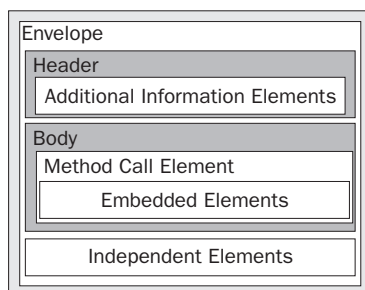 Envelope
Header
Additional Information Elements
Body
Method Call Element
Embedded Elements
Independent Elements